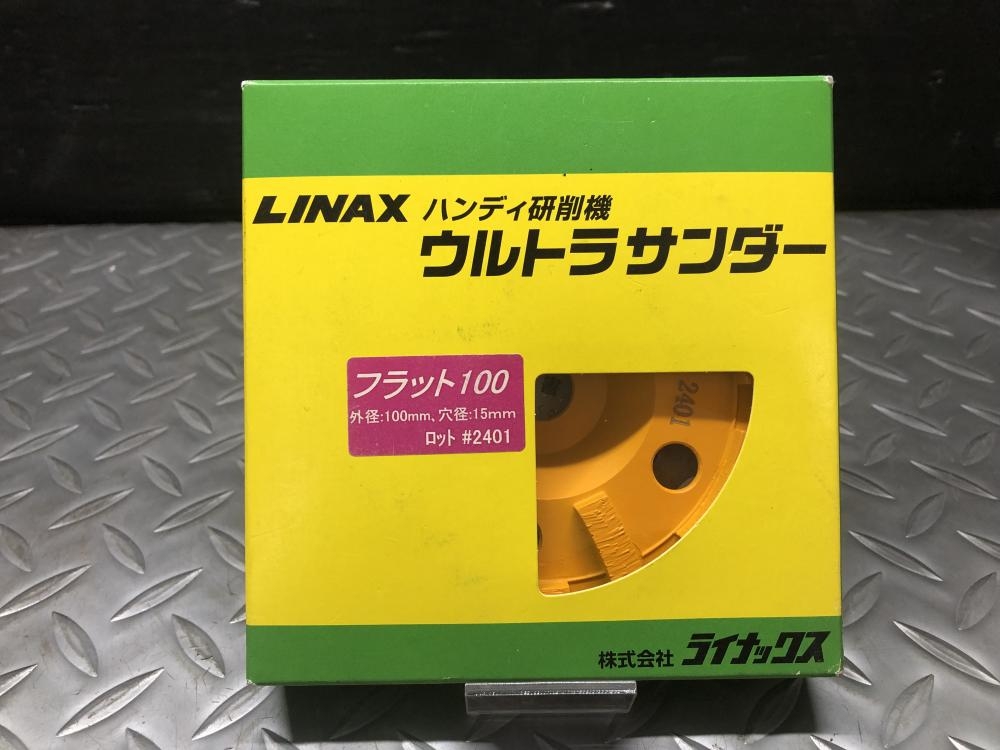 LINAX ハンディ研削機
ウルトラサンダー
フラット100
外径:100mm、穴径:15mm
ロット #2401
2401
株式会社 ライナックス